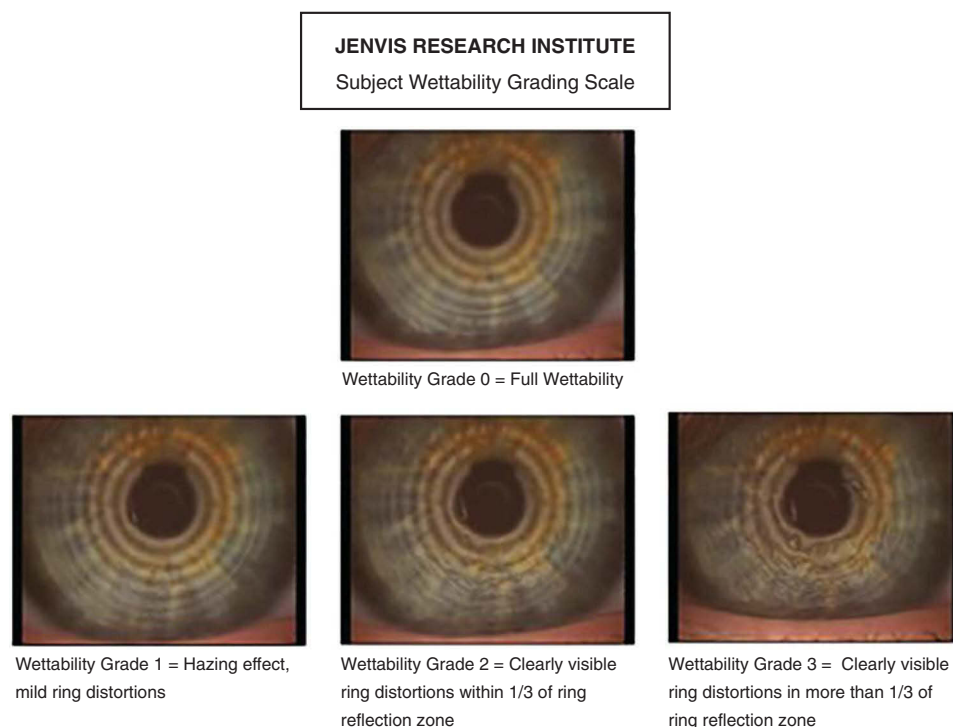 JENVIS RESEARCH INSTITUTE
Subject Wettability Grading Scale
Wettability Grade 0 = Full Wettability
Wettability Grade 1 = Hazing effect,
mild ring distortions
Wettability Grade 2 = Clearly visible
ring distortions within 1/3 of ring
reflection zone
Wettability Grade 3 =  Clearly visible
ring distortions in more than 1/3 of
ring reflection zone